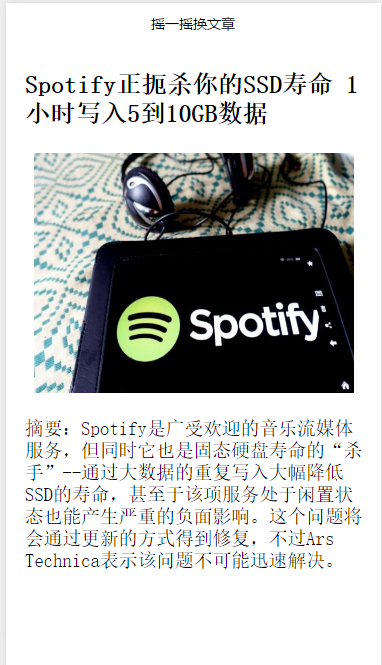 摇一摇换文章
Spotify正扼杀你的SSD寿命 1
小时写入5到10GB数据
Spotify
摘要：Spotify是广受欢迎的音乐流媒体
服务，但同时它也是固态硬盘寿命的“杀
手”--通过大数据的重复写入大幅降低
SSD的寿命，甚至于该项服务处于闲置状
态也能产生严重的负面影响。这个问题将
会通过更新的方式得到修复，不过Ars
Technica表示该问题不可能迅速解决。